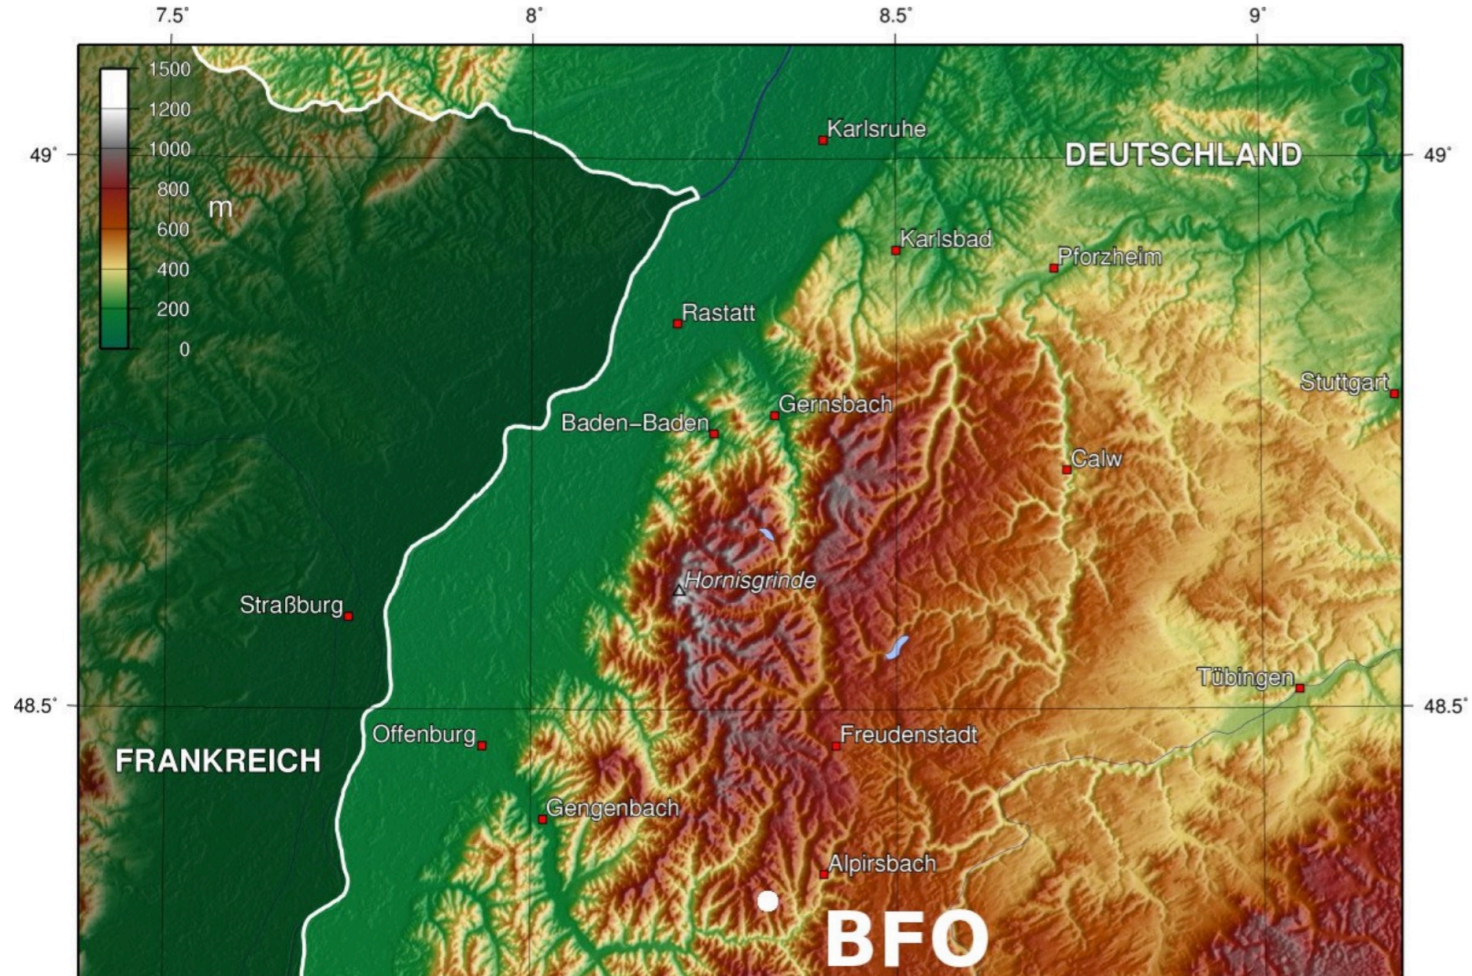 7.5°
8°
8.5°
9°
1500
1200
1000
800
m
600
400
200
0
Karlsruhe
DEUTSCHLAND
49°
49°
Karlsbad
Pforzheim
Rastatt
Stuttgart
Gernsbach
Baden–Baden
Calw
Hornisgrinde
Straßburg
Tübingen
48.5°
48.5°
Offenburg
Freudenstadt
FRANKREICH
Gengenbach
Alpirsbach
BFO